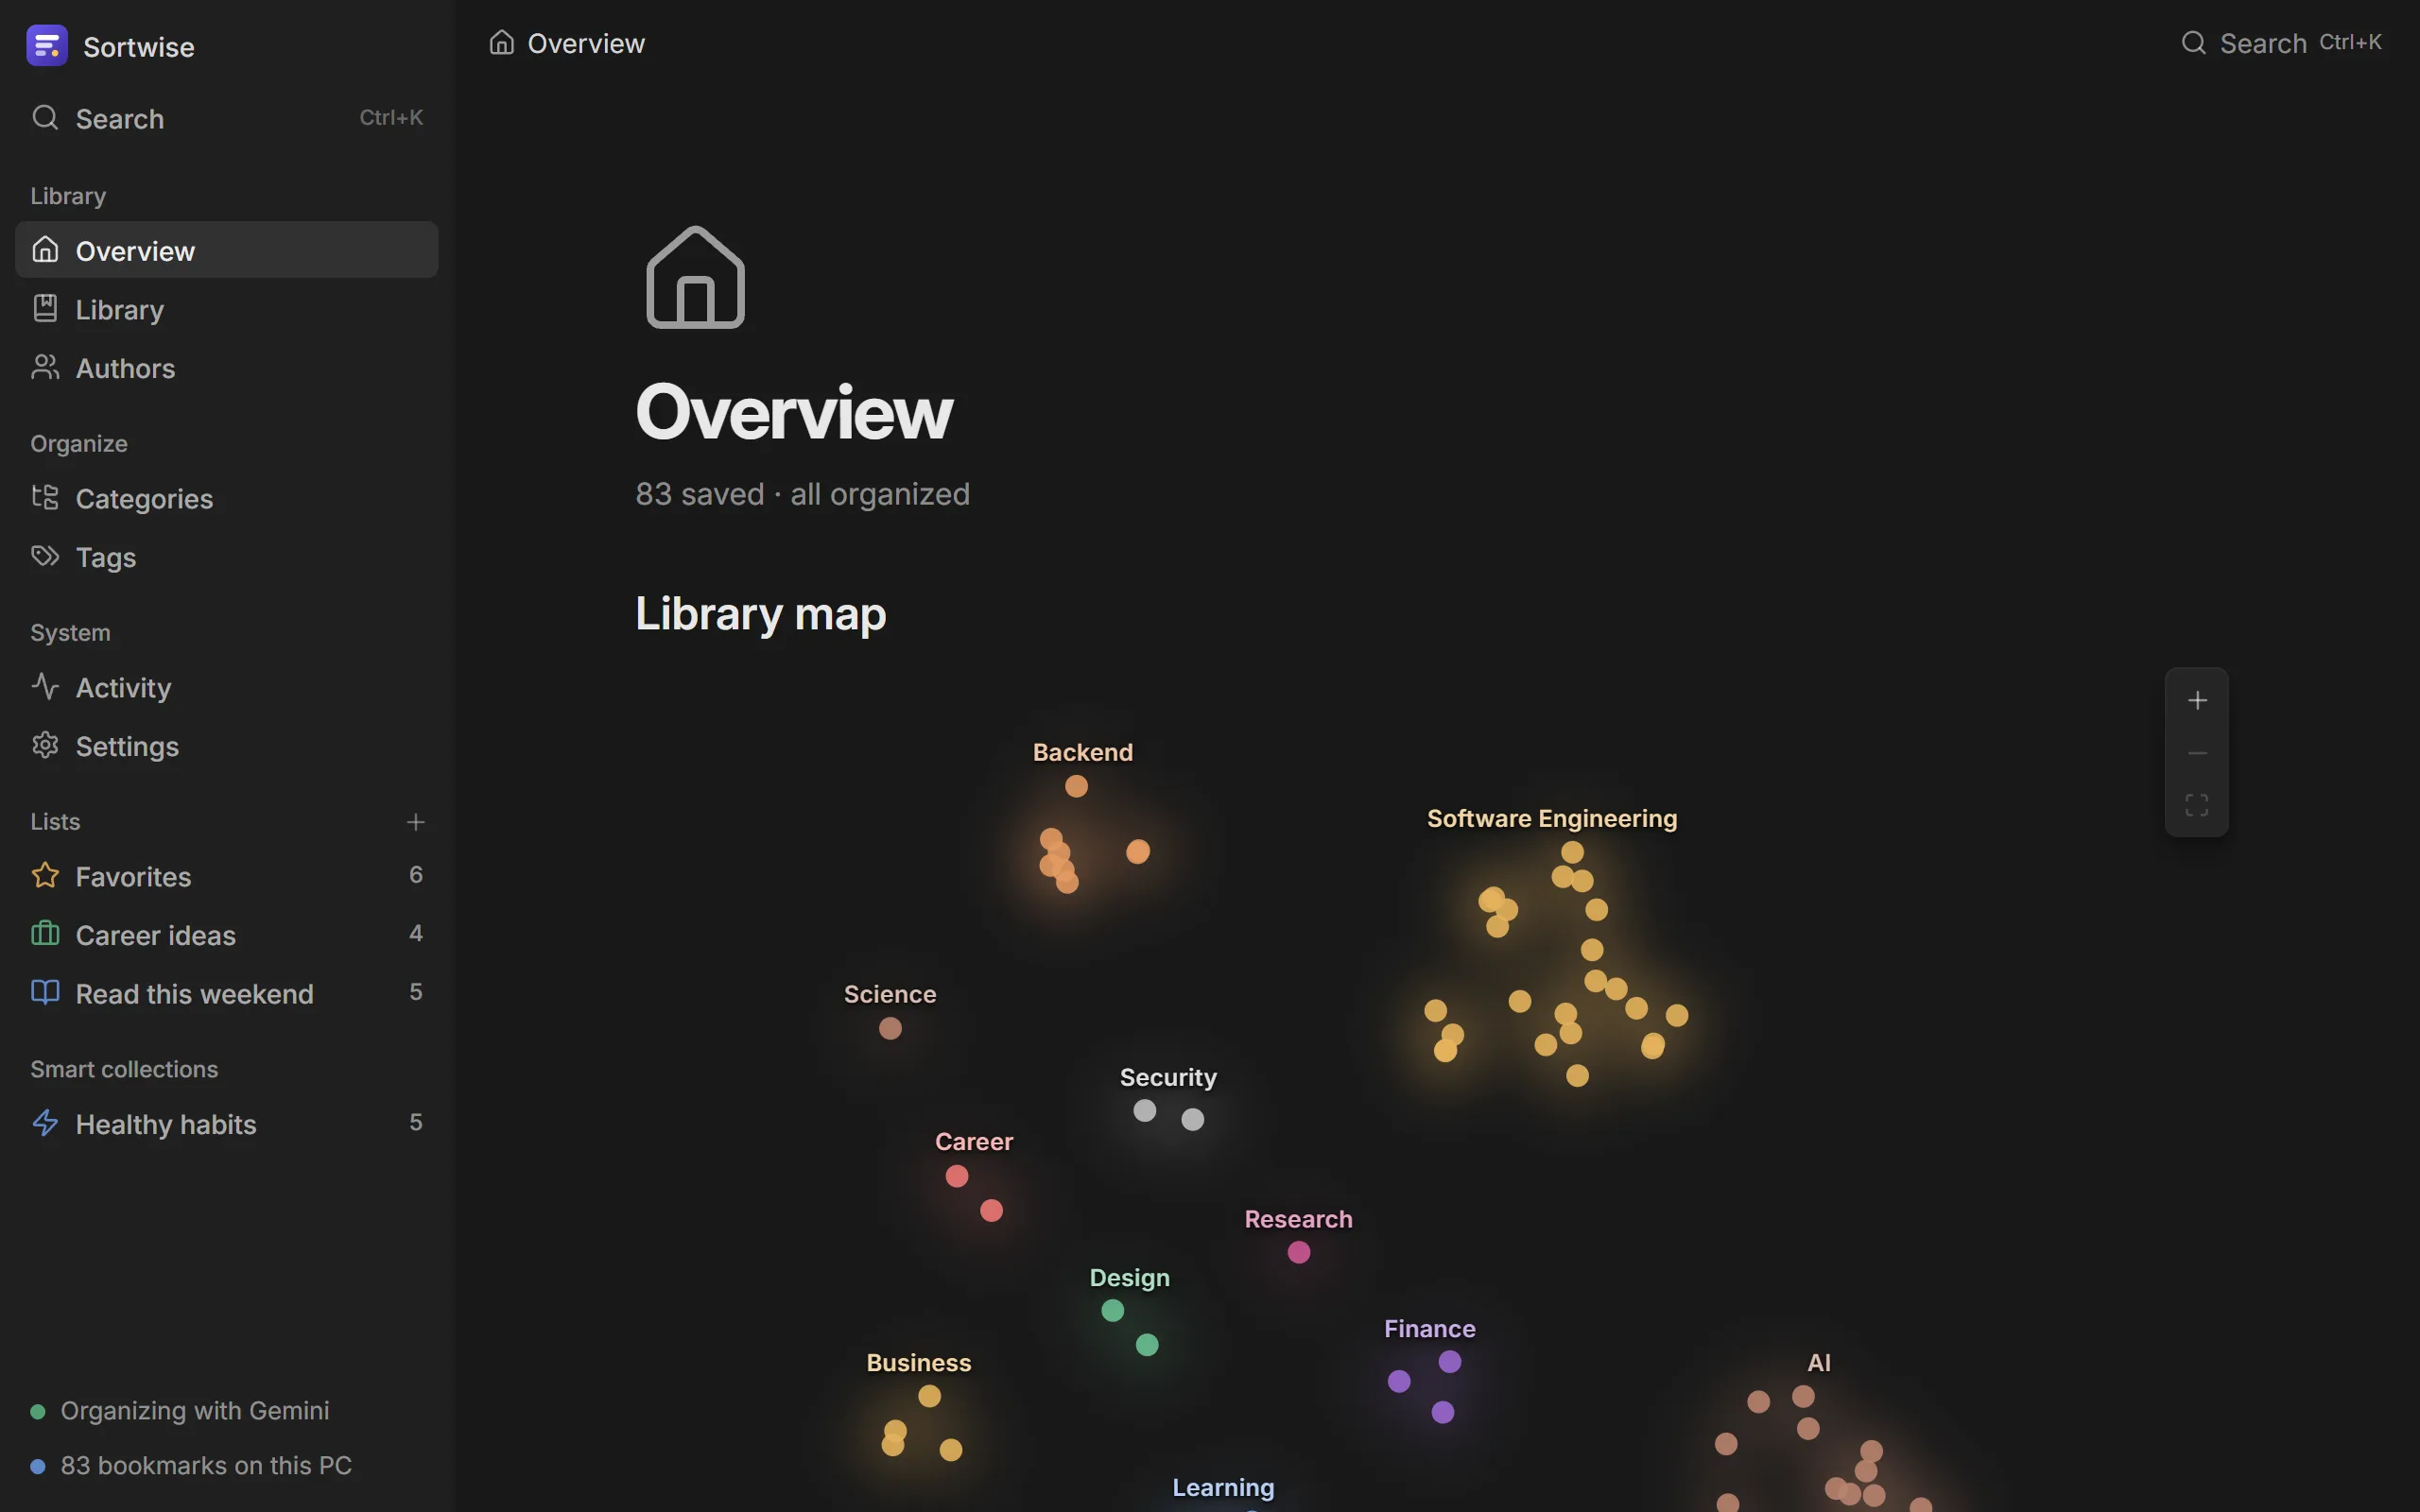 Sortwise
Search Ctrl+K
Library
Overview
Library
Authors
Organize
Categories
Tags
System
Activity
Settings
Lists
Favorites 6
Career ideas 4
Read this weekend 5
Smart collections
Healthy habits 5
Organizing with Gemini
83 bookmarks on this PC
Overview
Search Ctrl+K
Overview
83 saved · all organized
Library map
Backend
Software Engineering
Science
Security
Career
Research
Design
Finance
Business
AI
Learning